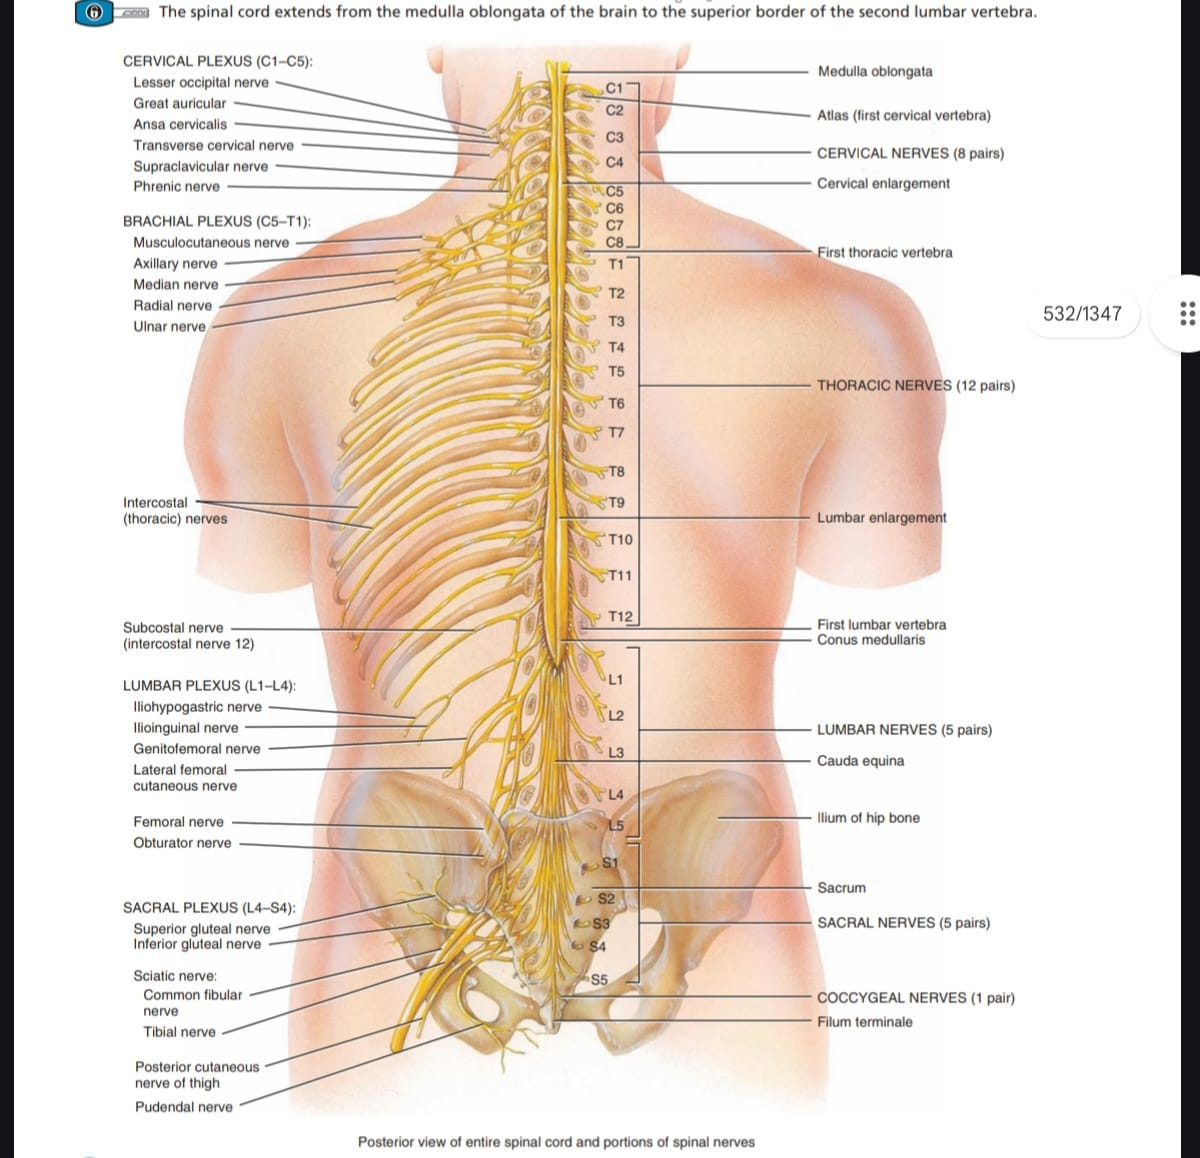 The spinal cord extends from the medulla oblongata of the brain to the superior border of the second lumbar vertebra.
CERVICAL PLEXUS (C1–C5):
Lesser occipital nerve
Great auricular
Ansa cervicalis
Transverse cervical nerve
Supraclavicular nerve
Phrenic nerve
BRACHIAL PLEXUS (C5–T1):
Musculocutaneous nerve
Axillary nerve
Median nerve
Radial nerve
Ulnar nerve
Intercostal
(thoracic) nerves
Subcostal nerve
(intercostal nerve 12)
LUMBAR PLEXUS (L1–L4):
Iliohypogastric nerve
Ilioinguinal nerve
Genitofemoral nerve
Lateral femoral
cutaneous nerve
Femoral nerve
Obturator nerve
SACRAL PLEXUS (L4–S4):
Superior gluteal nerve
Inferior gluteal nerve
Sciatic nerve:
Common fibular
nerve
Tibial nerve
Posterior cutaneous
nerve of thigh
Pudendal nerve
C1
C2
C3
C4
C5
C6
C7
C8
T1
T2
T3
T4
T5
T6
T7
T8
T9
T10
T11
T12
L1
L2
L3
L4
L5
S1
S2
S3
S4
S5
Medulla oblongata
Atlas (first cervical vertebra)
CERVICAL NERVES (8 pairs)
Cervical enlargement
First thoracic vertebra
THORACIC NERVES (12 pairs)
Lumbar enlargement
First lumbar vertebra
Conus medullaris
LUMBAR NERVES (5 pairs)
Cauda equina
Ilium of hip bone
Sacrum
SACRAL NERVES (5 pairs)
COCCYGEAL NERVES (1 pair)
Filum terminale
532/1347
Posterior view of entire spinal cord and portions of spinal nerves